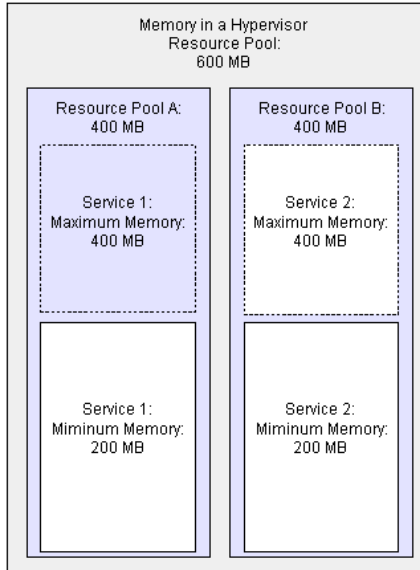 Memory in a Hypervisor
Resource Pool:
600 MB
Resource Pool A:
400 MB
Service 1:
Maximum Memory:
400 MB
Service 1:
Miminum Memory:
200 MB
Resource Pool B:
400 MB
Service 2:
Maximum Memory:
400 MB
Service 2:
Miminum Memory:
200 MB